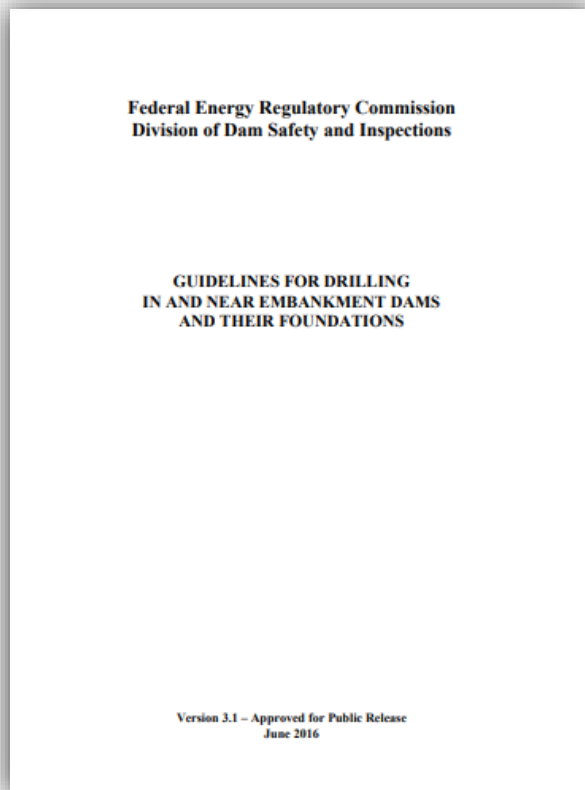 Federal Energy Regulatory Commission
Division of Dam Safety and Inspections
GUIDELINES FOR DRILLING
IN AND NEAR EMBANKMENT DAMS
AND THEIR FOUNDATIONS
Version 3.1 – Approved for Public Release
June 2016